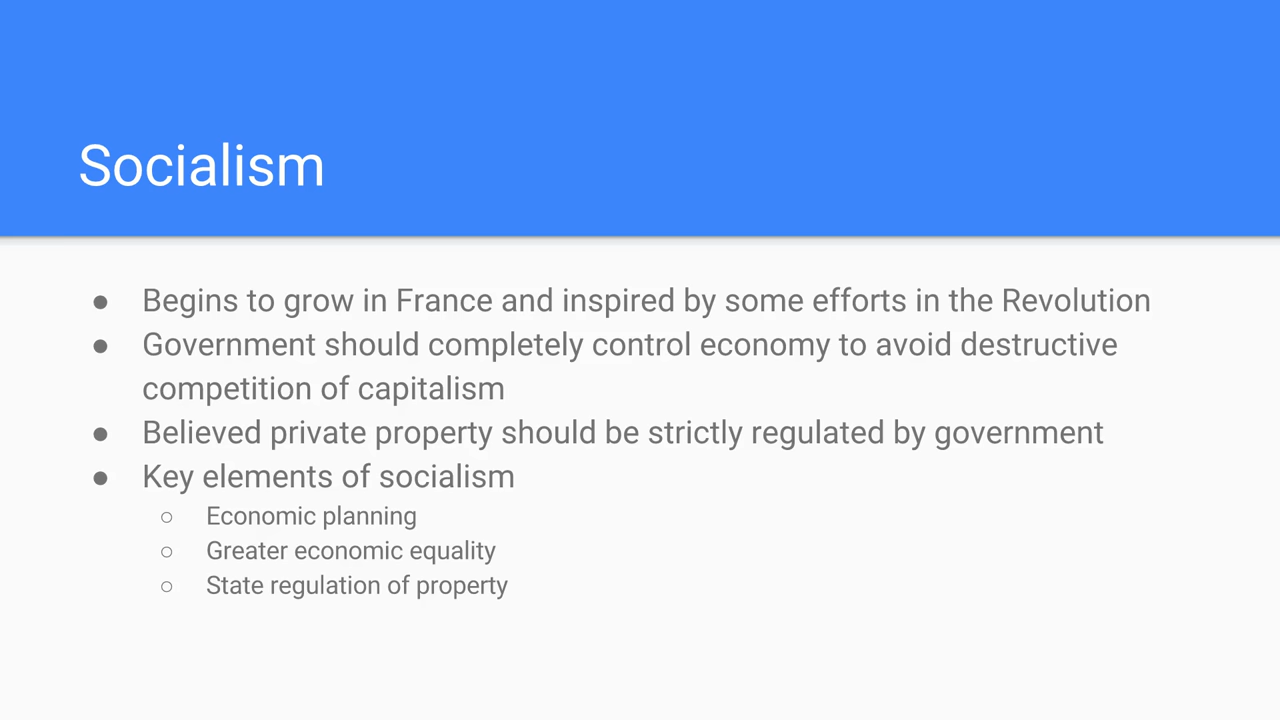 Socialism
● Begins to grow in France and inspired by some efforts in the Revolution
● Government should completely control economy to avoid destructive
competition of capitalism
● Believed private property should be strictly regulated by government
● Key elements of socialism
○ Economic planning
○ Greater economic equality
○ State regulation of property